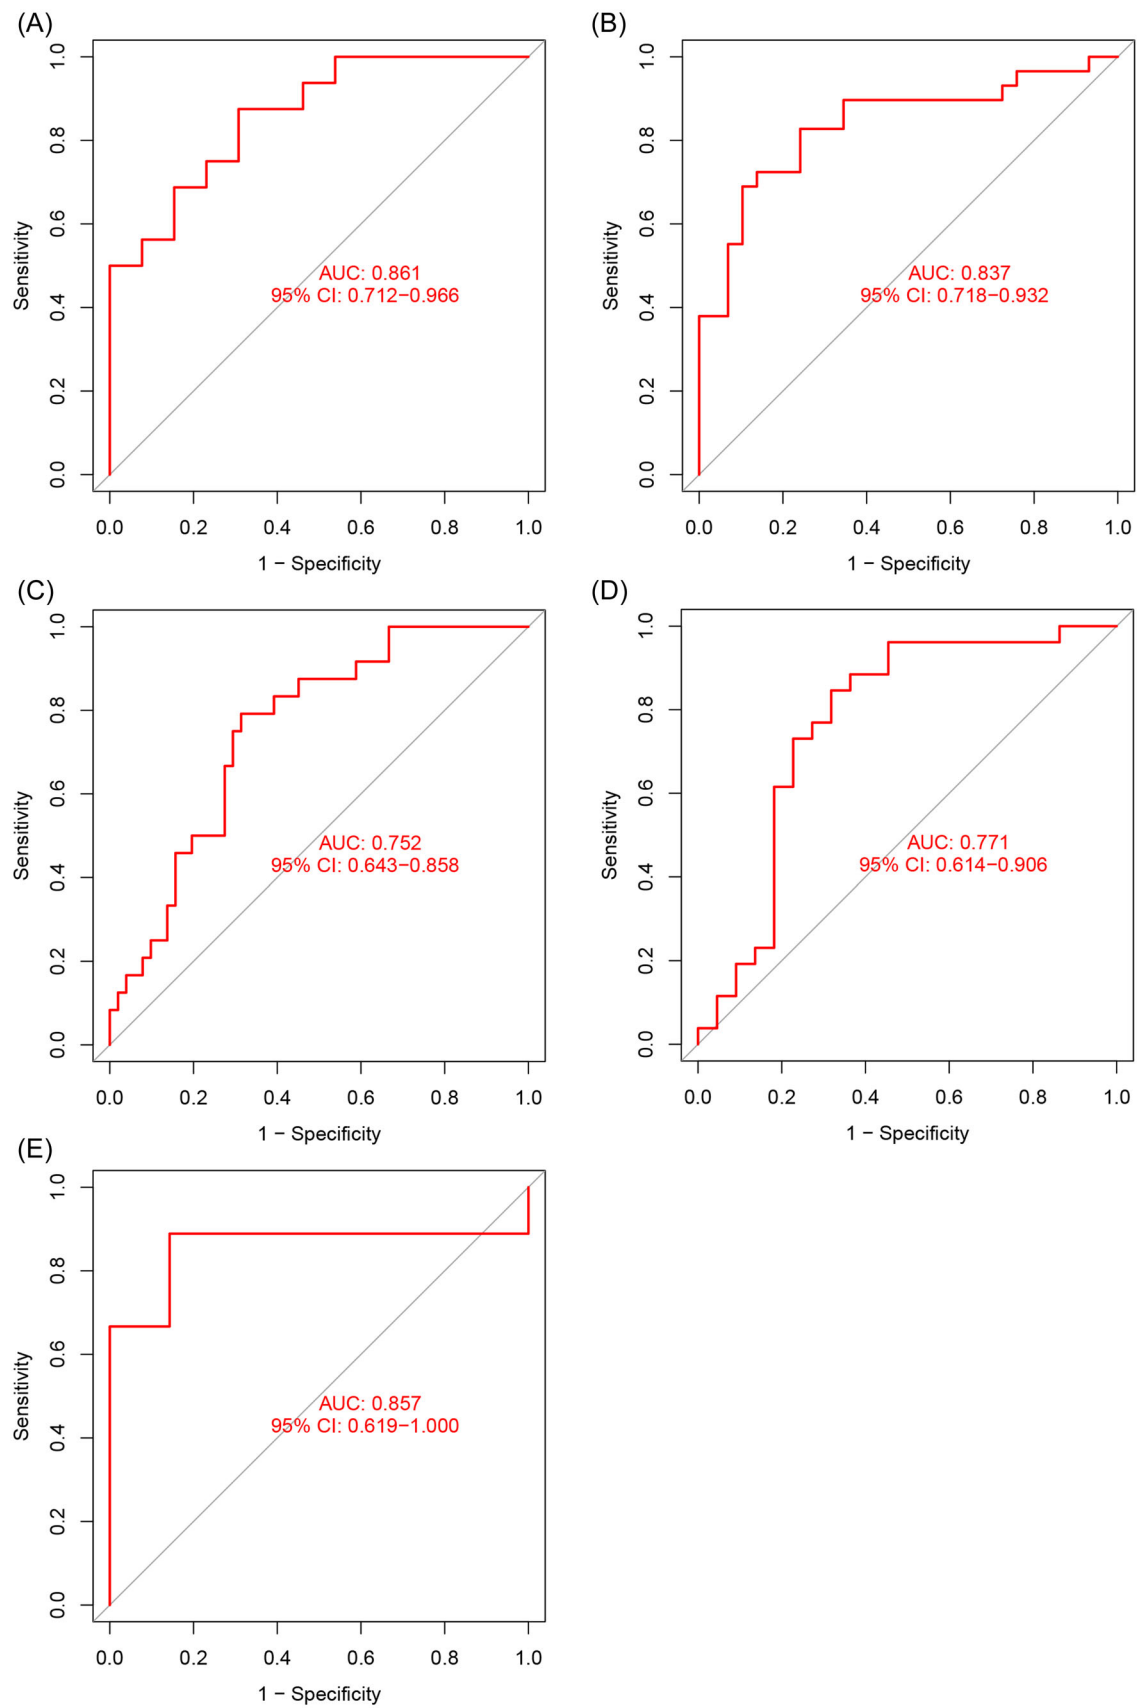 (A)
1.0
0.8
0.6
0.4
0.2
0.0
Sensitivity
AUC: 0.861
95% CI: 0.712−0.966
0.0 0.2 0.4 0.6 0.8 1.0
1 − Specificity
(B)
1.0
0.8
0.6
0.4
0.2
0.0
Sensitivity
AUC: 0.837
95% CI: 0.718−0.932
0.0 0.2 0.4 0.6 0.8 1.0
1 − Specificity
(C)
1.0
0.8
0.6
0.4
0.2
0.0
Sensitivity
AUC: 0.752
95% CI: 0.643−0.858
0.0 0.2 0.4 0.6 0.8 1.0
1 − Specificity
(D)
1.0
0.8
0.6
0.4
0.2
0.0
Sensitivity
AUC: 0.771
95% CI: 0.614−0.906
0.0 0.2 0.4 0.6 0.8 1.0
1 − Specificity
(E)
1.0
0.8
0.6
0.4
0.2
0.0
Sensitivity
AUC: 0.857
95% CI: 0.619−1.000
0.0 0.2 0.4 0.6 0.8 1.0
1 − Specificity